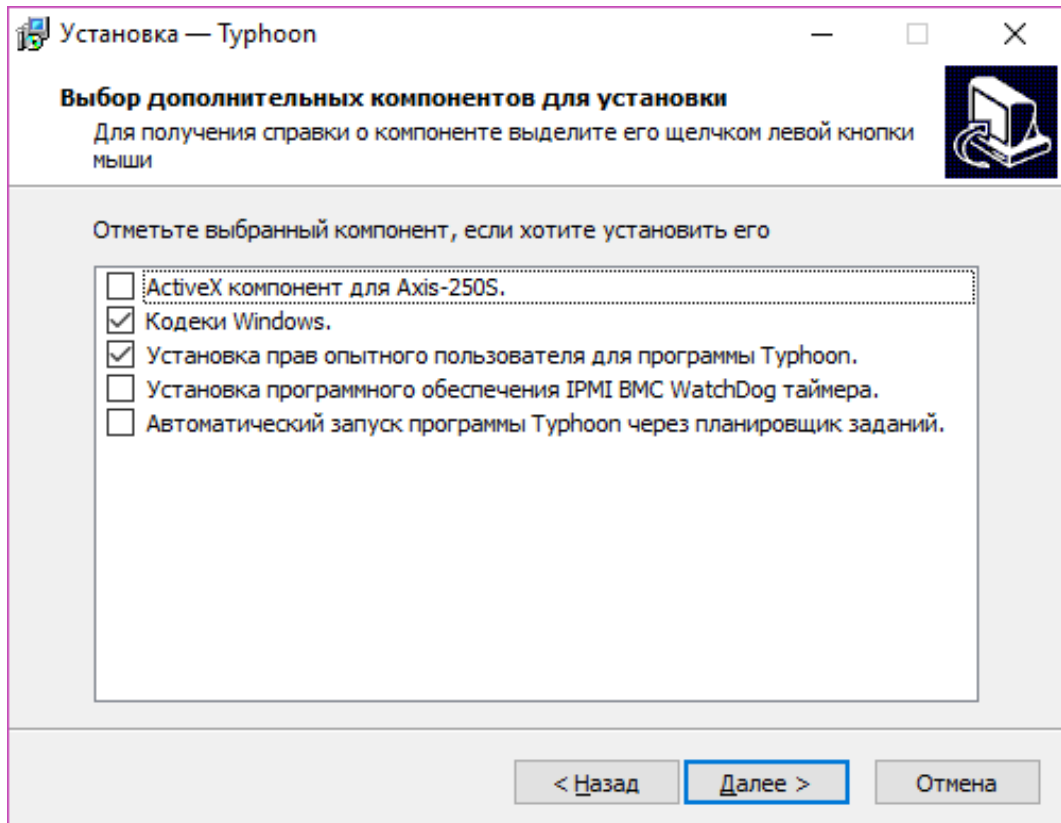 Установка — Typhoon
Выбор дополнительных компонентов для установки
Для получения справки о компоненте выделите его щелчком левой кнопки
мыши
Отметьте выбранный компонент, если хотите установить его
ActiveX компонент для Axis-250S.
Кодеки Windows.
Установка прав опытного пользователя для программы Typhoon.
Установка программного обеспечения IPMI BMC WatchDog таймера.
Автоматический запуск программы Typhoon через планировщик заданий.
< Назад Далее > Отмена